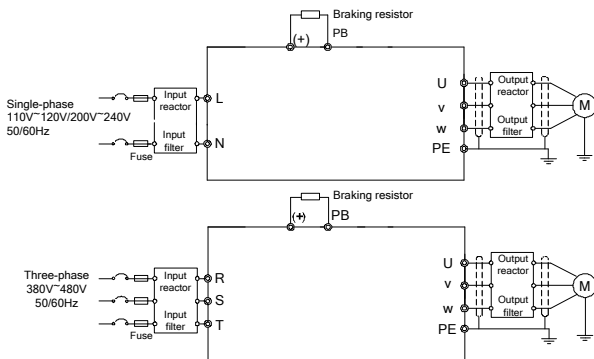 Braking resistor
(+)
PB
Single-phase
110V~120V/200V~240V
50/60Hz
Input
reactor
Input
filter
Fuse
L
N
U
v
w
PE
Output
reactor
Output
filter
M
Braking resistor
(+)
PB
Three-phase
380V~480V
50/60Hz
Input
reactor
Input
filter
Fuse
R
S
T
U
v
w
PE
Output
reactor
Output
filter
M